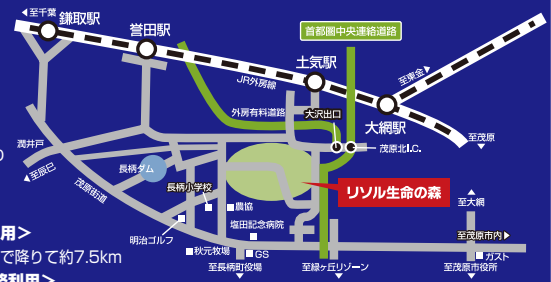 至千葉
鎌取駅
誉田駅
首都圏中央連絡道路
土気駅
JR外房線
至東金
外房有料道路
大沢出口
大網駅
潤井戸
至茂原
茂原北I.C.
至辰巳
長柄ダム
茂原街道
長柄小学校
リソル生命の森
農協
至大網
塩田記念病院
明治ゴルフ
至茂原市内
用>
秋元牧場
GS
ガスト
で降りて約7.5km
至長柄町役場
至緑ヶ丘リゾーン
至茂原市役所
路利用>